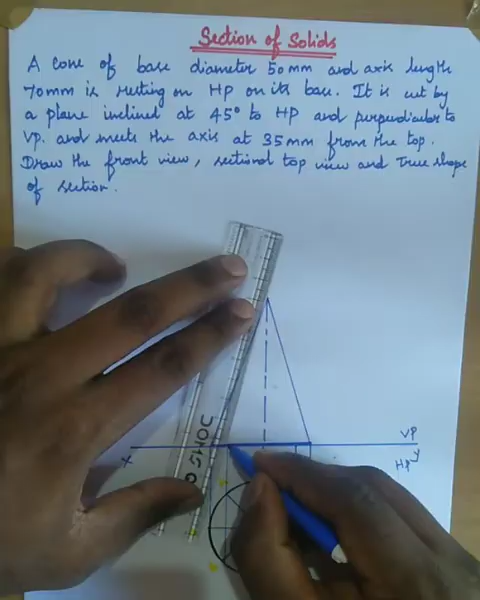 Section of Solids
A cone of base diameter 50mm and axis length
70mm is resting on HP on its base. It is cut by
a plane inclined at 45° to HP and perpendicular to
VP. and meets the axis at 35mm from the top.
Draw the front view, sectional top view and True shape
of section.
VP
X
HP
Y